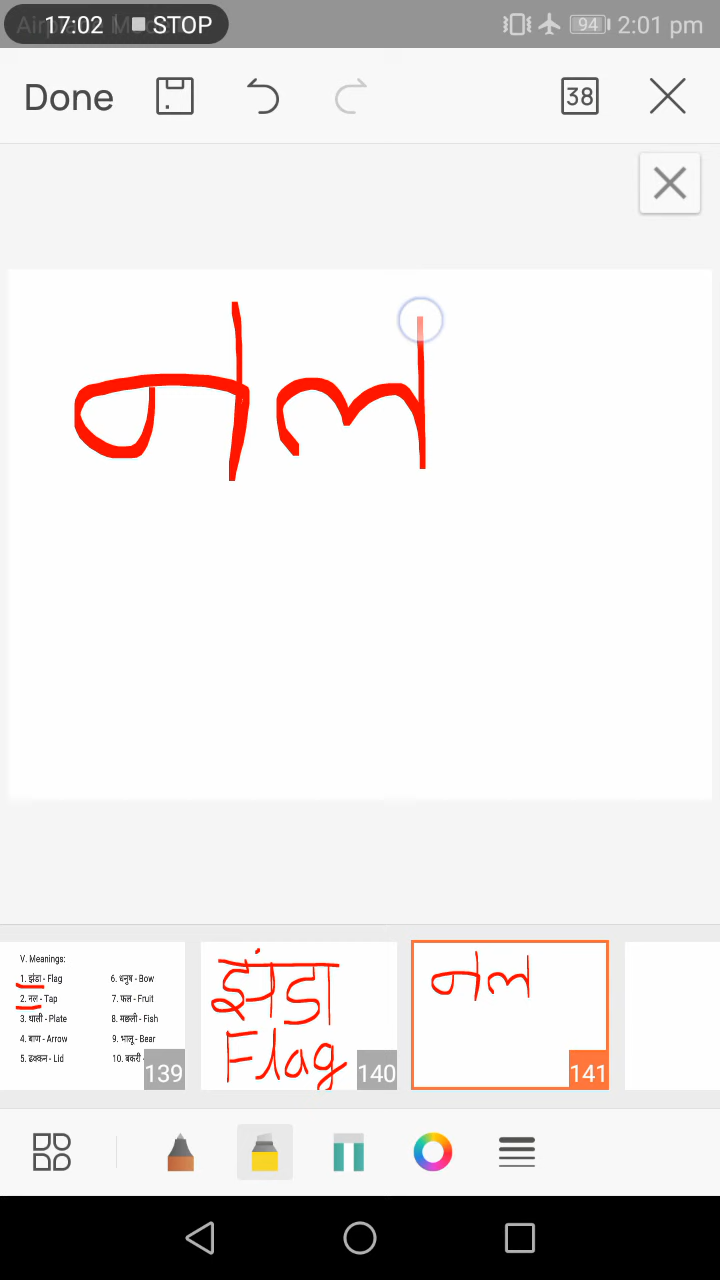 17:02 STOP 94 2:01 pm
Done 38
नल
V. Meanings:
1. झंडा - Flag 6. धनुष - Bow
2. नल - Tap 7. फल - Fruit
3. थाली - Plate 8. मछली - Fish
4. बाण - Arrow 9. भालू - Bear
5. ढक्कन - Lid 10. बकरी -
139
झंडा
Flag
140
नल
141